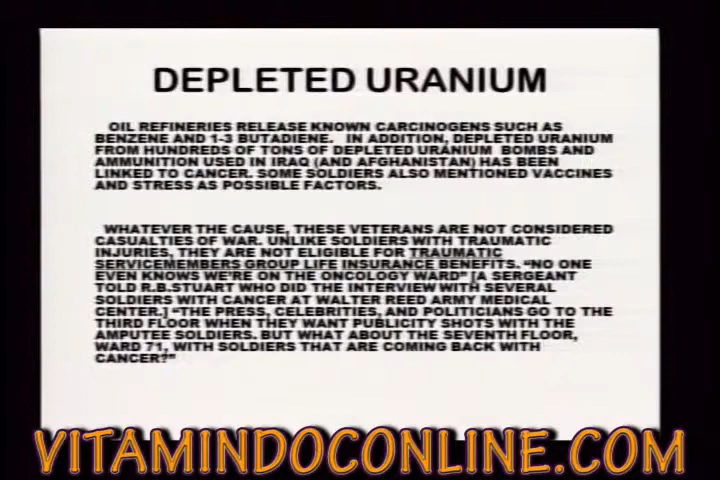 DEPLETED URANIUM
OIL REFINERIES RELEASE KNOWN CARCINOGENS SUCH AS
BENZENE AND 1-3 BUTADIENE. IN ADDITION, DEPLETED URANIUM
FROM HUNDREDS OF TONS OF DEPLETED URANIUM BOMBS AND
AMMUNITION USED IN IRAQ (AND AFGHANISTAN) HAS BEEN
LINKED TO CANCER. SOME SOLDIERS ALSO MENTIONED VACCINES
AND STRESS AS POSSIBLE FACTORS.
WHATEVER THE CAUSE, THESE VETERANS ARE NOT CONSIDERED
CASUALTIES OF WAR. UNLIKE SOLDIERS WITH TRAUMATIC
INJURIES, THEY ARE NOT ELIGIBLE FOR TRAUMATIC
SERVICEMEMBERS GROUP LIFE INSURANCE BENEFITS. “NO ONE
EVEN KNOWS WE'RE ON THE ONCOLOGY WARD” [A SERGEANT
TOLD R.B.STUART WHO DID THE INTERVIEW WITH SEVERAL
SOLDIERS WITH CANCER AT WALTER REED ARMY MEDICAL
CENTER.] “THE PRESS, CELEBRITIES, AND POLITICIANS GO TO THE
THIRD FLOOR WHEN THEY WANT PUBLICITY SHOTS WITH THE
AMPUTEE SOLDIERS. BUT WHAT ABOUT THE SEVENTH FLOOR,
WARD 71, WITH SOLDIERS THAT ARE COMING BACK WITH
CANCER?”
VITAMINDOCONLINE.COM